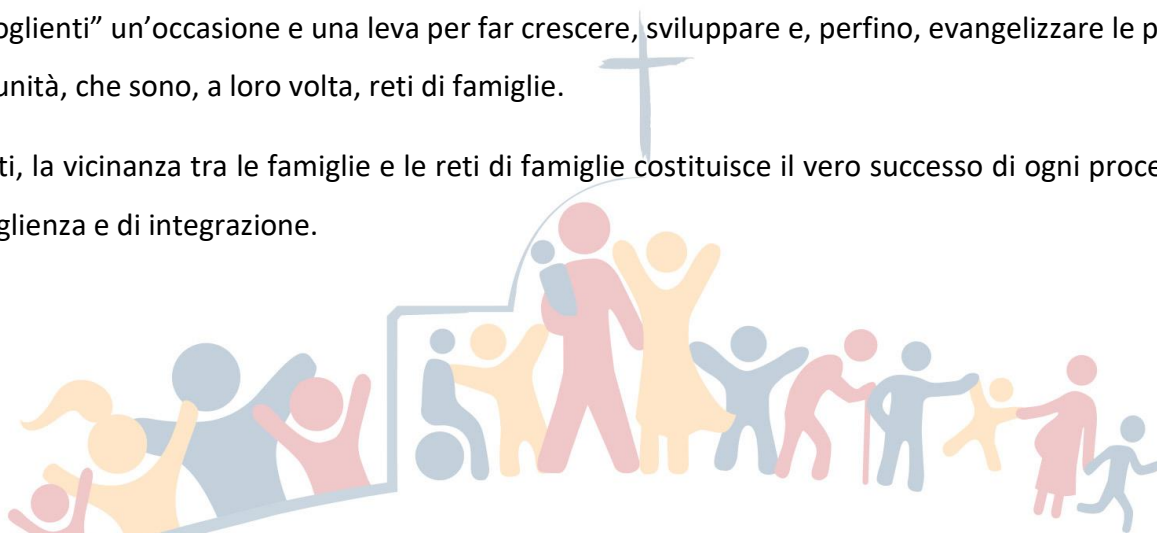 oglienti” un’occasione e una leva per far crescere, sviluppare e, perfino, evangelizzare le p
unità, che sono, a loro volta, reti di famiglie.
ti, la vicinanza tra le famiglie e le reti di famiglie costituisce il vero successo di ogni proce
glienza e di integrazione.